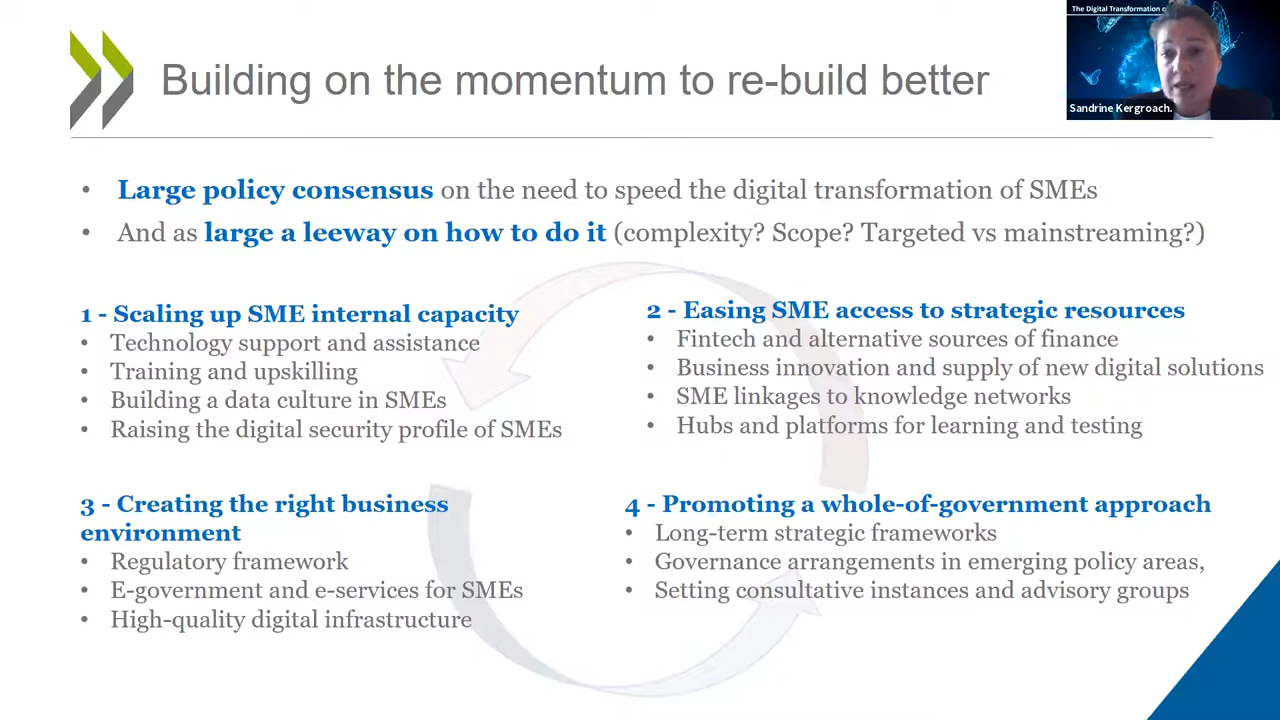 Building on the momentum to re-build better
The Digital Transformation o
Sandrine Kergroach.
• Large policy consensus on the need to speed the digital transformation of SMEs
• And as large a leeway on how to do it (complexity? Scope? Targeted vs mainstreaming?)
1 - Scaling up SME internal capacity
• Technology support and assistance
• Training and upskilling
• Building a data culture in SMEs
• Raising the digital security profile of SMEs
2 - Easing SME access to strategic resources
• Fintech and alternative sources of finance
• Business innovation and supply of new digital solutions
• SME linkages to knowledge networks
• Hubs and platforms for learning and testing
3 - Creating the right business
environment
• Regulatory framework
• E-government and e-services for SMEs
• High-quality digital infrastructure
4 - Promoting a whole-of-government approach
• Long-term strategic frameworks
• Governance arrangements in emerging policy areas,
• Setting consultative instances and advisory groups